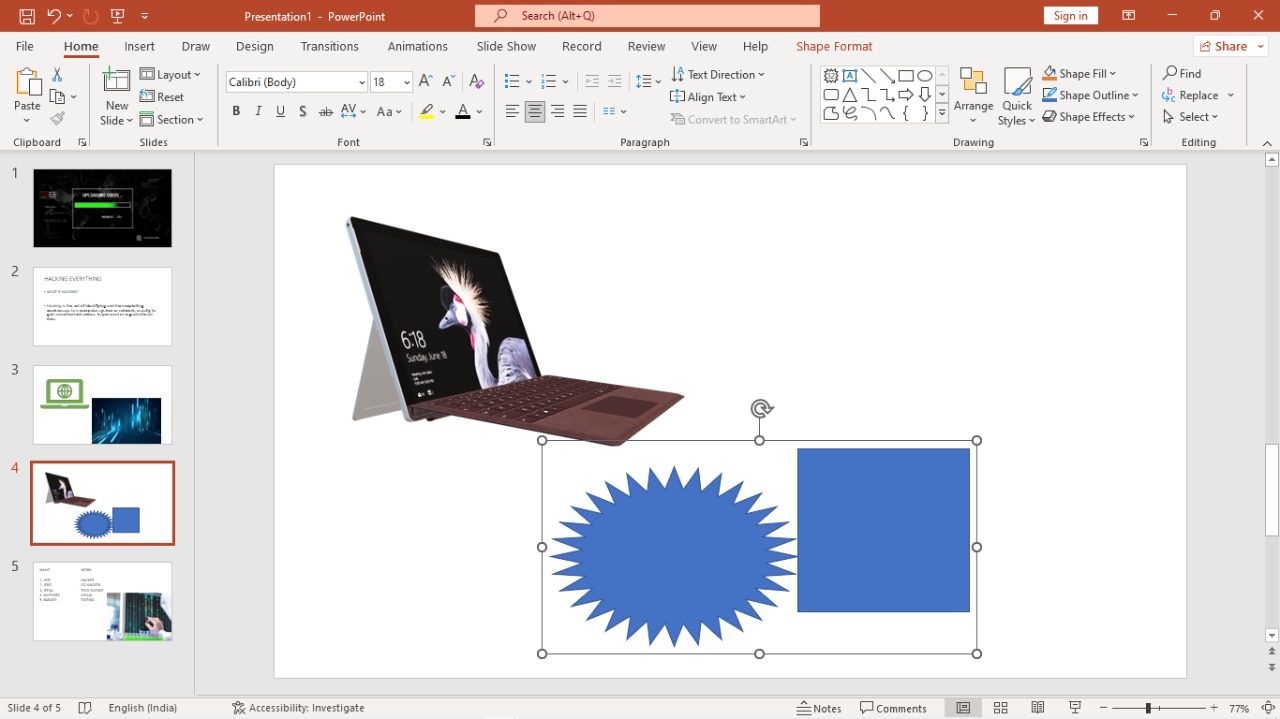 Presentation1 - PowerPoint
Search (Alt+Q)
Sign in
File Home Insert Draw Design Transitions Animations Slide Show Record Review View Help Shape Format Share
Paste
New Slide
Layout
Reset
Section
Calibri (Body) 18
B I U S ab AV Aa A
Text Direction
Align Text
Convert to SmartArt
Arrange
Quick Styles
Shape Fill
Shape Outline
Shape Effects
Find
Replace
Select
Clipboard Slides Font Paragraph Drawing Editing
1
UPLOADING VIRUS...
2
HACKING EVERYTHING
3
4
5
6:18
Sunday, June 18
Slide 4 of 5 English (India) Accessibility: Investigate Notes Comments 77%